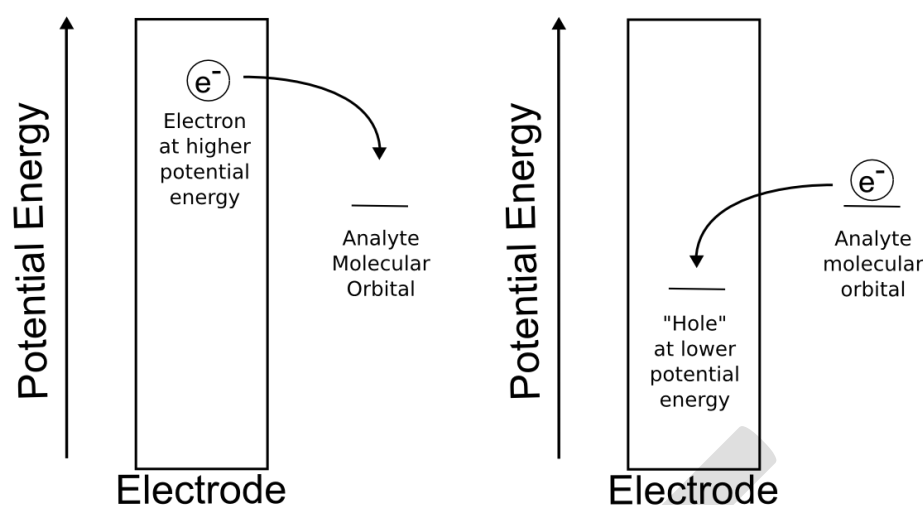 Potential Energy
e-
Electron
at higher
potential
energy
Analyte
Molecular
Orbital
Electrode
Potential Energy
e-
Analyte
molecular
orbital
"Hole"
at lower
potential
energy
Electrode